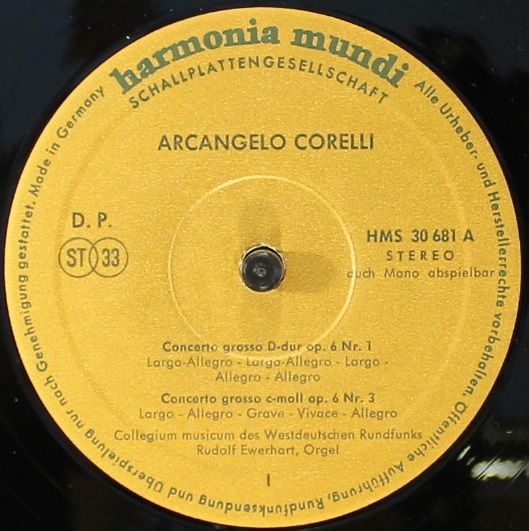 harmonia mundi
SCHALLPLATTENGESELLSCHAFT
Alle Urheber- und Herstellerrechte vorbehalten. Öffentliche Aufführung, Rundfunksendung und Überspielung nur nach Genehmigung gestattet. Made in Germany
ARCANGELO CORELLI
D. P.
ST 33
HMS 30 681 A
STEREO
auch Mono abspielbar
Concerto grosso D-dur op. 6 Nr. 1
Largo-Allegro - Largo-Allegro - Largo -
Allegro - Allegro
Concerto grosso c-moll op. 6 Nr. 3
Largo - Allegro - Grave - Vivace - Allegro
Collegium musicum des Westdeutschen Rundfunks
Rudolf Ewerhart, Orgel
I